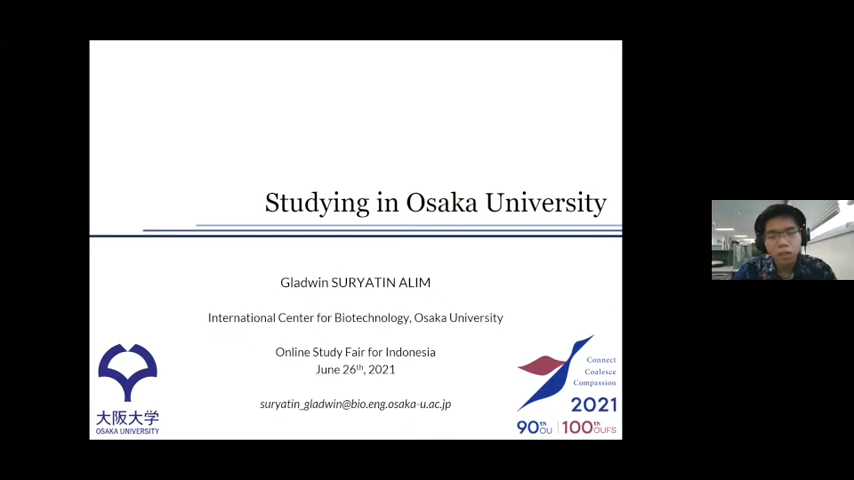 Studying in Osaka University
Gladwin SURYATIN ALIM
International Center for Biotechnology, Osaka University
Online Study Fair for Indonesia
June 26th, 2021
suryatin_gladwin@bio.eng.osaka-u.ac.jp
大阪大学
OSAKA UNIVERSITY
Connect
Coalesce
Compassion
2021
90th OU | 100th OUFS